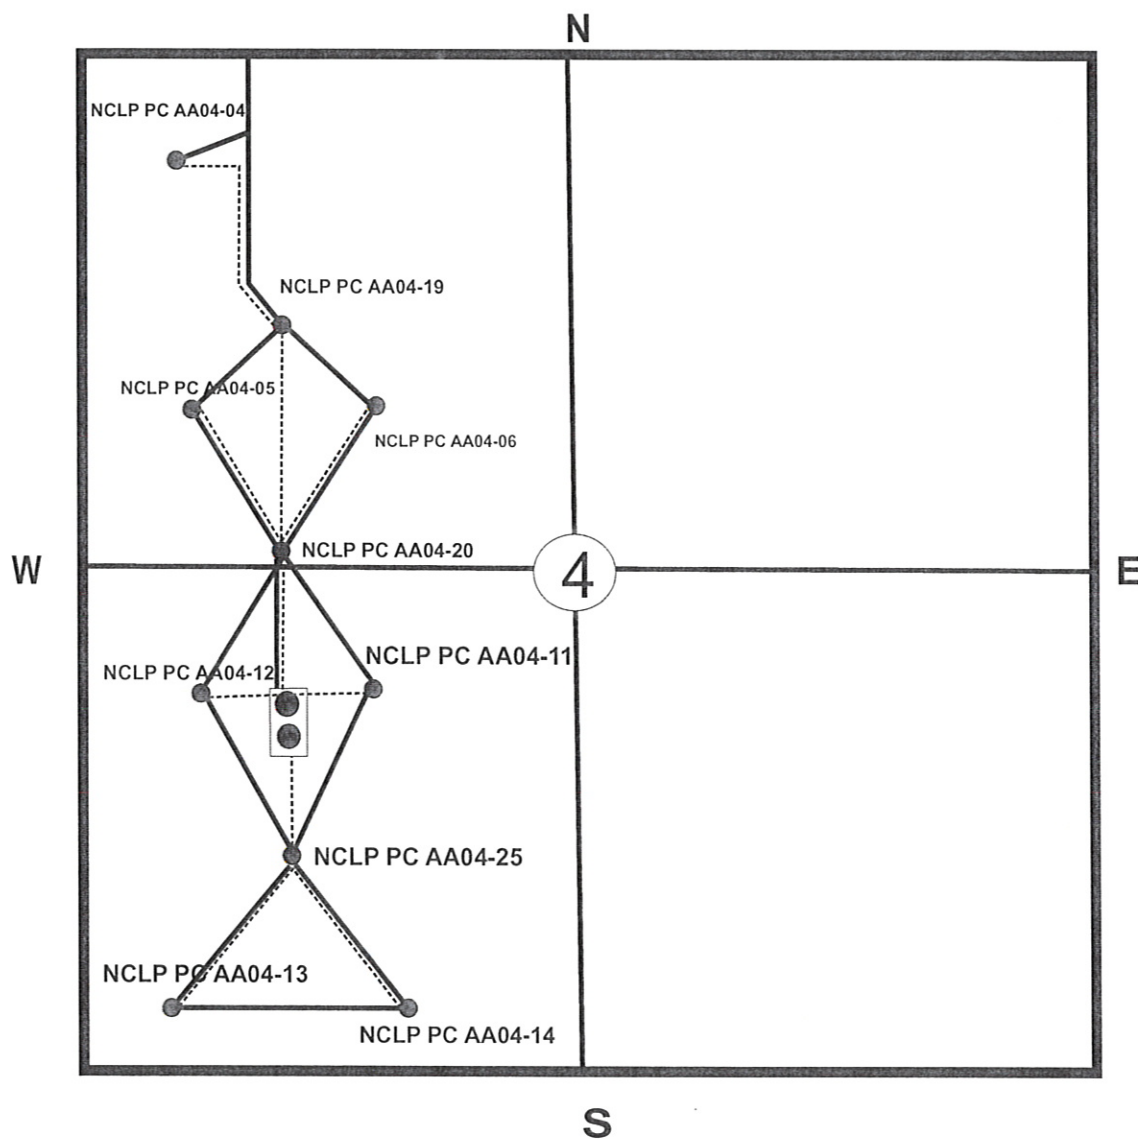 N
NCLP PC AA04-04
NCLP PC AA04-19
NCLP PC AA04-05
NCLP PC AA04-06
NCLP PC AA04-20
W
4
E
NCLP PC AA04-11
NCLP PC AA04-12
NCLP PC AA04-25
NCLP PC AA04-13
NCLP PC AA04-14
S